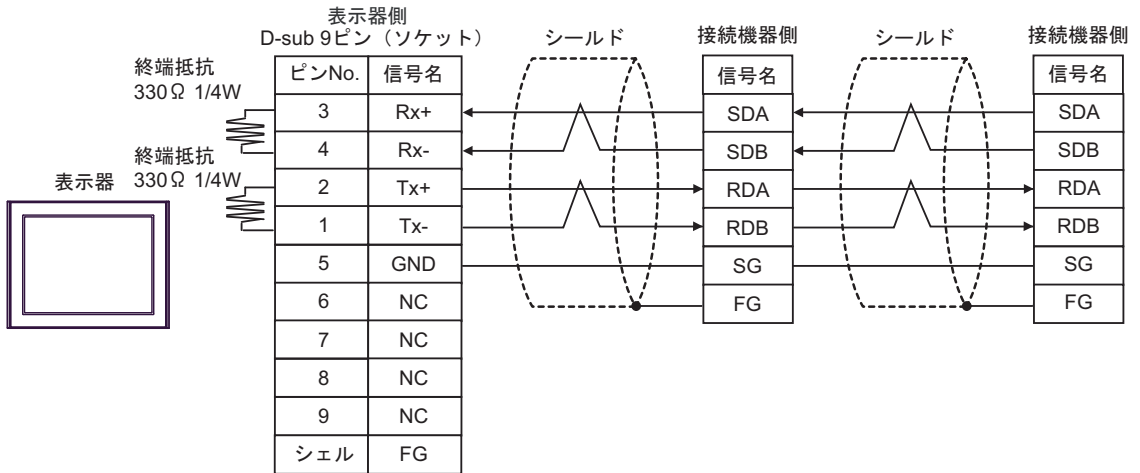 表示器側
D-sub 9ピン（ソケット）
シールド
接続機器側
シールド
接続機器側
終端抵抗
330Ω 1/4W
終端抵抗
330Ω 1/4W
表示器
ピンNo. 信号名
3 Rx+
4 Rx-
2 Tx+
1 Tx-
5 GND
6 NC
7 NC
8 NC
9 NC
シェル FG
信号名
SDA
SDB
RDA
RDB
SG
FG
信号名
SDA
SDB
RDA
RDB
SG
FG